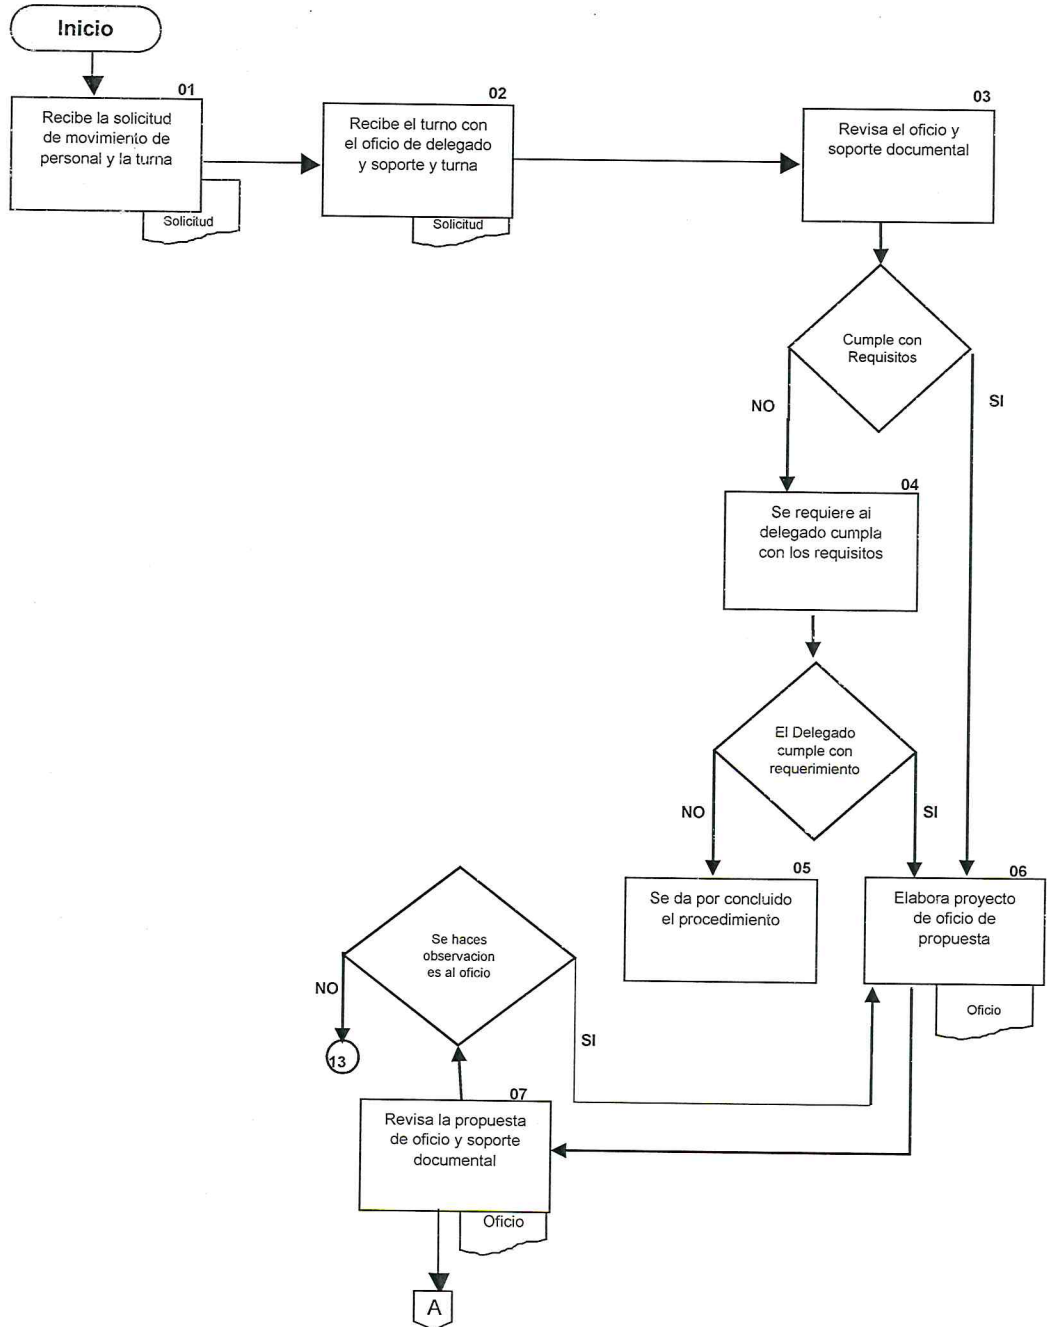 Inicio
01
Recibe la solicitud
de movimiento de
personal y la turna
Solicitud
02
Recibe el turno con
el oficio de delegado
y soporte y turna
Solicitud
03
Revisa el oficio y
soporte documental
Cumple con
Requisitos
NO
SI
04
Se requiere al
delegado cumpla
con los requisitos
El Delegado
cumple con
requerimiento
NO
SI
05
Se da por concluido
el procedimiento
06
Elabora proyecto
de oficio de
propuesta
Oficio
Se haces
observacion
es al oficio
NO
13
SI
07
Revisa la propuesta
de oficio y soporte
documental
Oficio
A